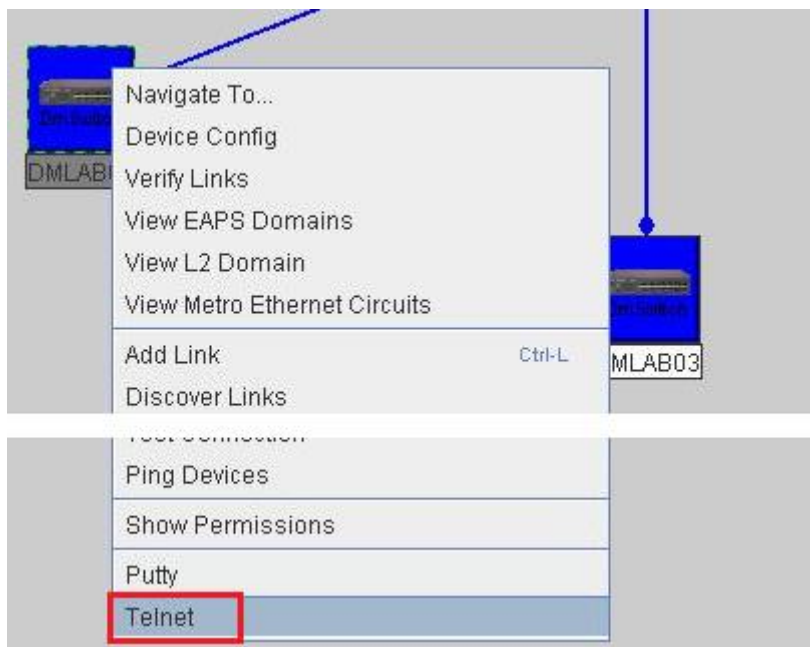 Navigate To...
Device Config
DMLAB
Verify Links
View EAPS Domains
View L2 Domain
View Metro Ethernet Circuits
Add Link Ctrl-L
MLAB03
Discover Links
Ping Devices
Show Permissions
Putty
Telnet